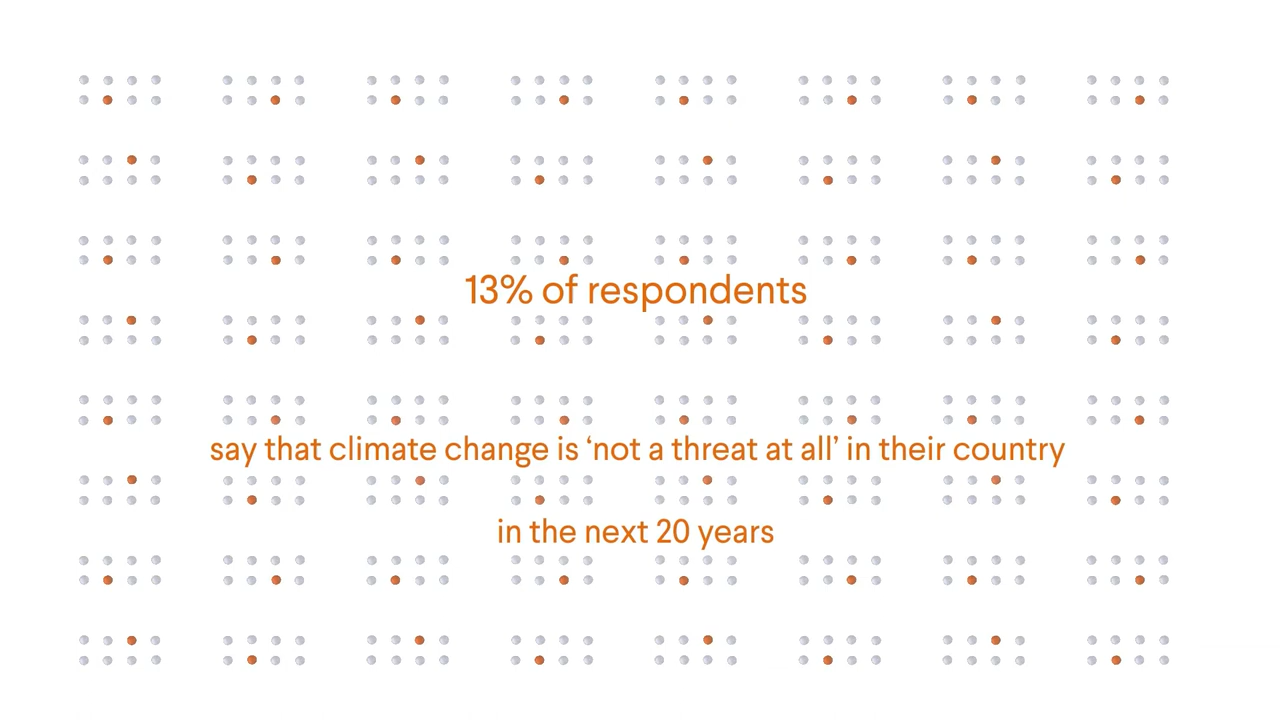 13% of respondents
say that climate change is ‘not a threat at all’ in their country
in the next 20 years